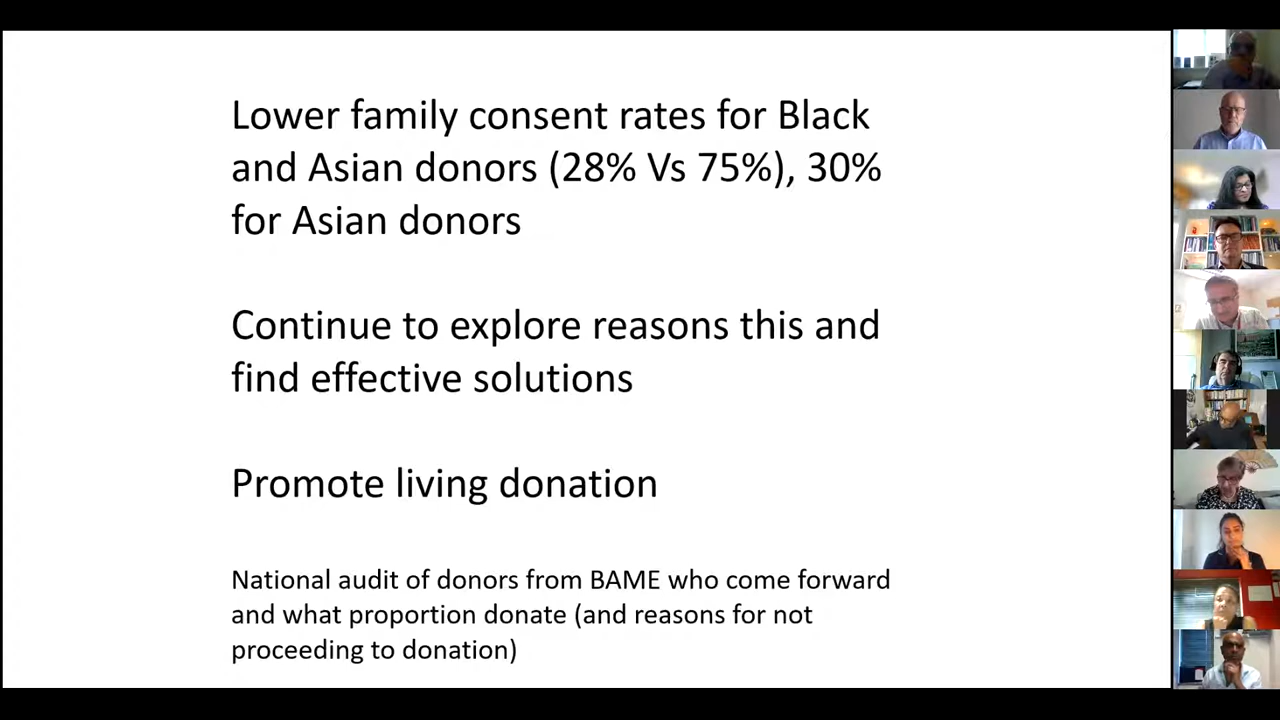 Lower family consent rates for Black
and Asian donors (28% Vs 75%), 30%
for Asian donors
Continue to explore reasons this and
find effective solutions
Promote living donation
National audit of donors from BAME who come forward
and what proportion donate (and reasons for not
proceeding to donation)